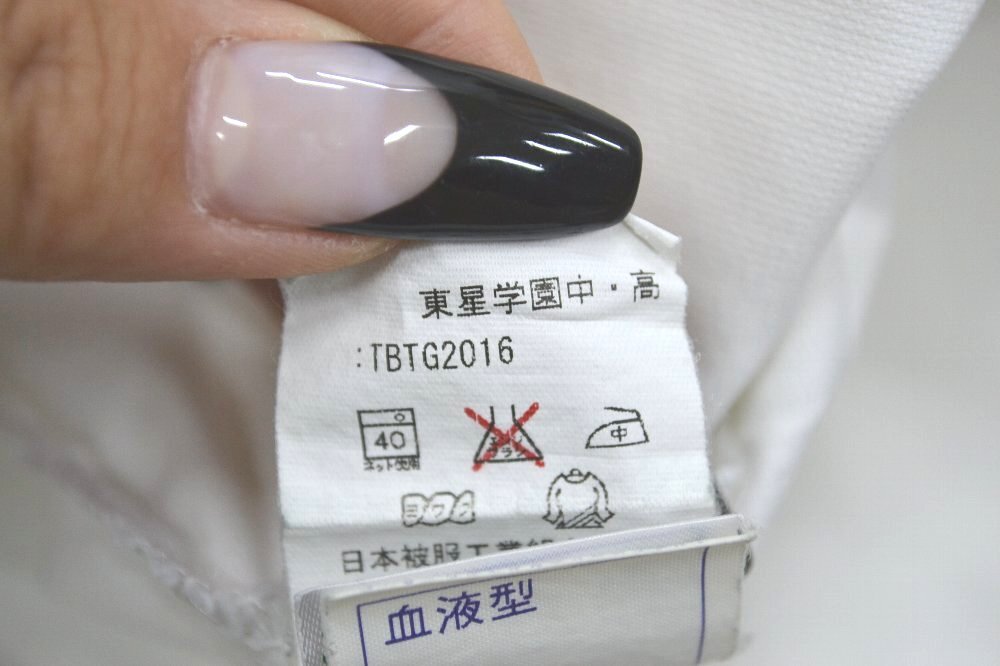 東星学園中・高
:TBTG2016
40
ネット使用
中
ヨワク
日本被服工業組
血液型